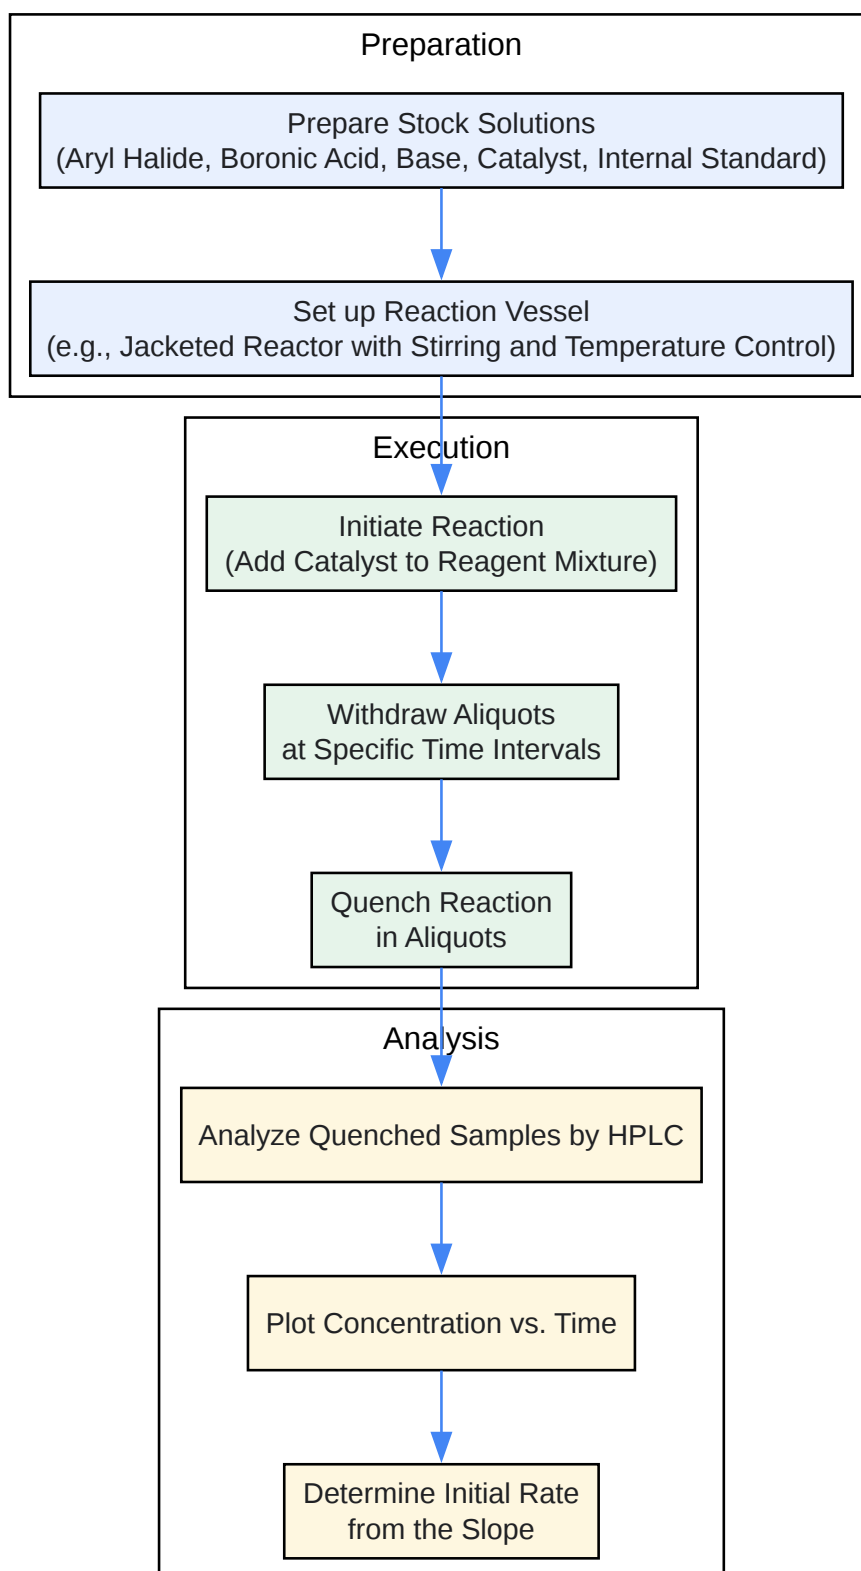 Preparation
Prepare Stock Solutions
(Aryl Halide, Boronic Acid, Base, Catalyst, Internal Standard)
Set up Reaction Vessel
(e.g., Jacketed Reactor with Stirring and Temperature Control)
Execution
Initiate Reaction
(Add Catalyst to Reagent Mixture)
Withdraw Aliquots
at Specific Time Intervals
Quench Reaction
in Aliquots
Analysis
Analyze Quenched Samples by HPLC
Plot Concentration vs. Time
Determine Initial Rate
from the Slope